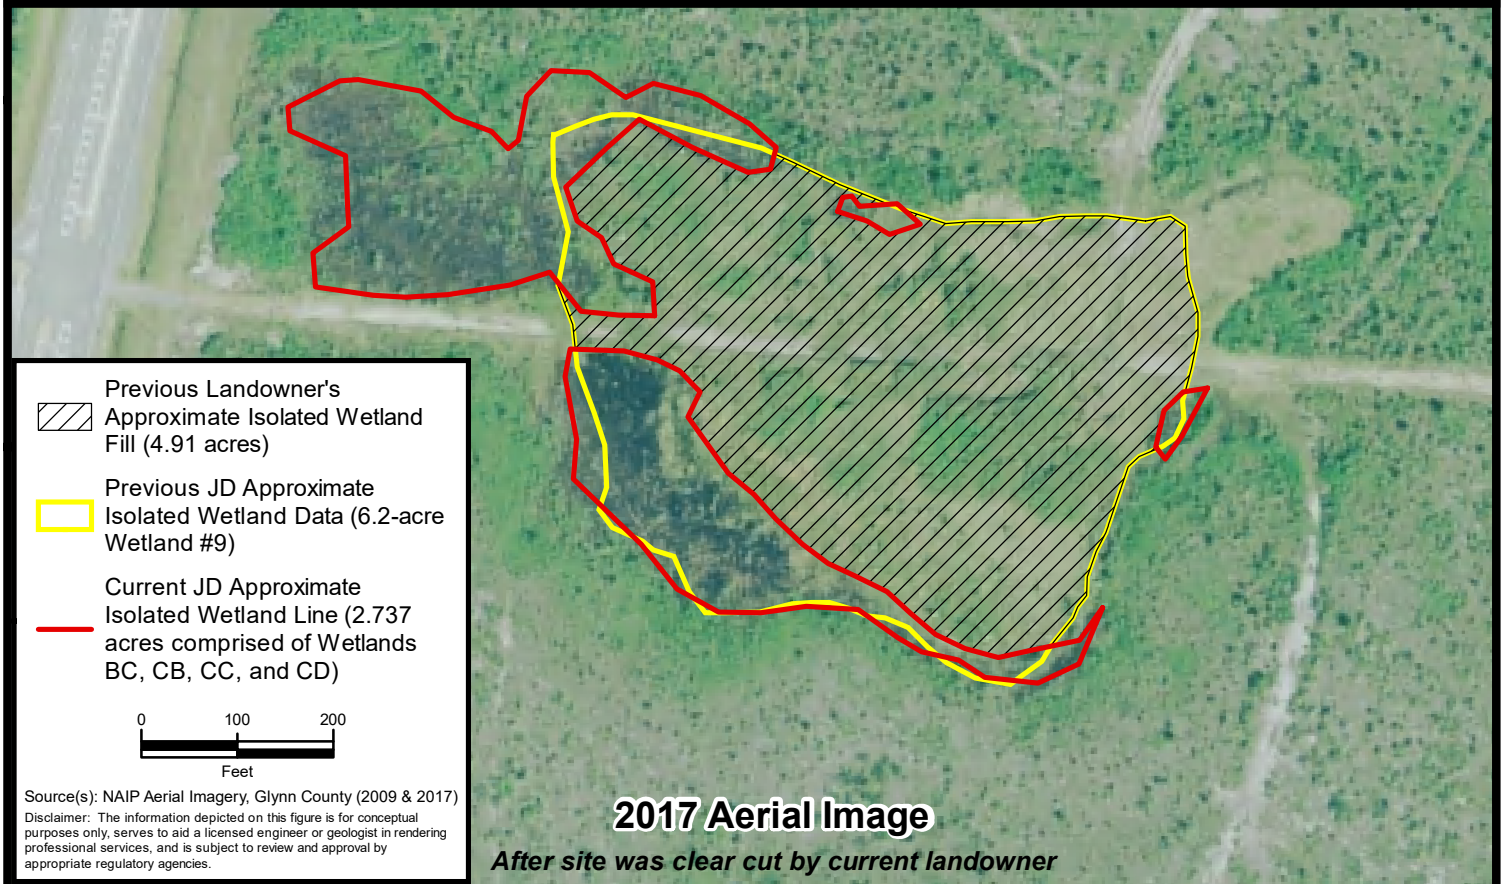 Previous Landowner's
Approximate Isolated Wetland
Fill (4.91 acres)
Previous JD Approximate
Isolated Wetland Data (6.2-acre
Wetland #9)
Current JD Approximate
Isolated Wetland Line (2.737
acres comprised of Wetlands
BC, CB, CC, and CD)
0 100 200
Feet
Source(s): NAIP Aerial Imagery, Glynn County (2009 & 2017)
Disclaimer: The information depicted on this figure is for conceptual
purposes only, serves to aid a licensed engineer or geologist in rendering
professional services, and is subject to review and approval by
appropriate regulatory agencies.
2017 Aerial Image
After site was clear cut by current landowner